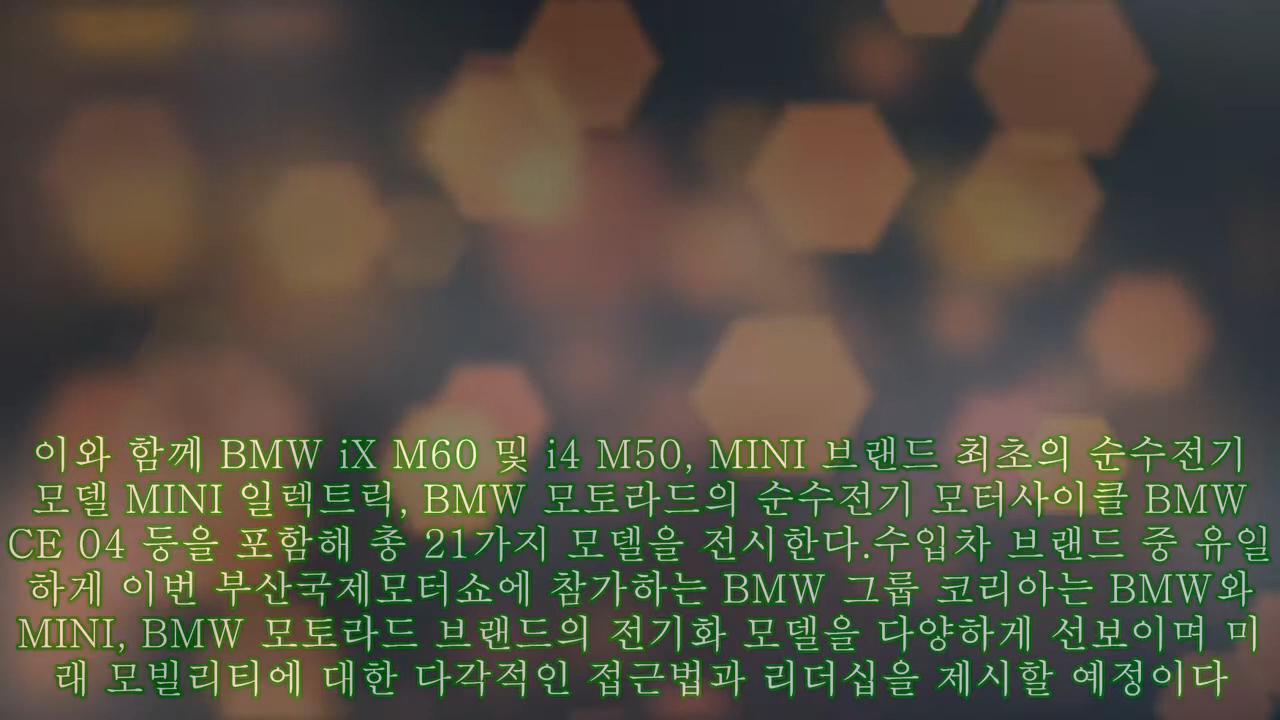 이와 함께 BMW iX M60 및 i4 M50, MINI 브랜드 최초의 순수전기
모델 MINI 일렉트릭, BMW 모토라드의 순수전기 모터사이클 BMW
CE 04 등을 포함해 총 21가지 모델을 전시한다.수입차 브랜드 중 유일
하게 이번 부산국제모터쇼에 참가하는 BMW 그룹 코리아는 BMW와
MINI, BMW 모토라드 브랜드의 전기화 모델을 다양하게 선보이며 미
래 모빌리티에 대한 다각적인 접근법과 리더십을 제시할 예정이다